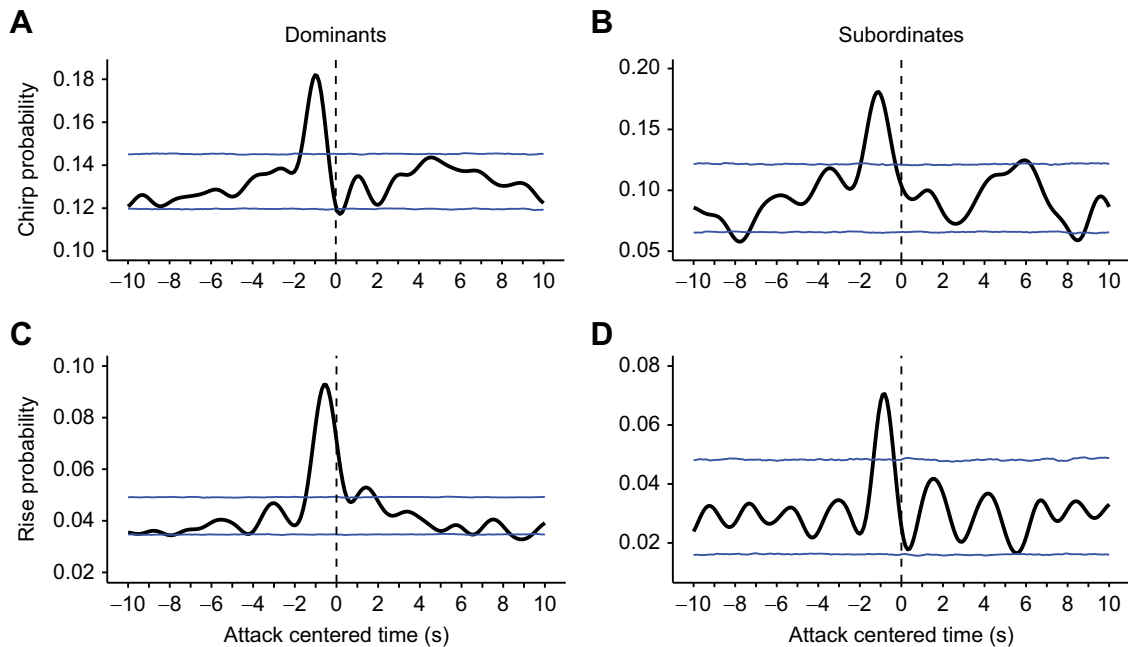 A
Dominants
Chirp probability
0.18
0.16
0.14
0.12
0.10
–10 –8 –6 –4 –2 0 2 4 6 8 10
B
Subordinates
0.20
0.15
0.10
0.05
–10 –8 –6 –4 –2 0 2 4 6 8 10
C
Rise probability
0.10
0.08
0.06
0.04
0.02
–10 –8 –6 –4 –2 0 2 4 6 8 10
Attack centered time (s)
D
0.08
0.06
0.04
0.02
–10 –8 –6 –4 –2 0 2 4 6 8 10
Attack centered time (s)